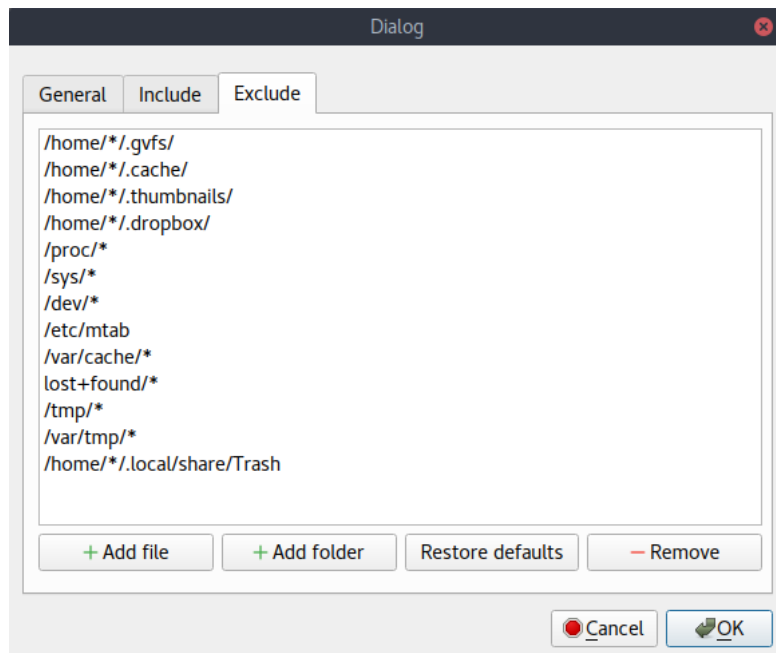 Dialog
General Include Exclude
/home/*/.gvfs/
/home/*/.cache/
/home/*/.thumbnails/
/home/*/.dropbox/
/proc/*
/sys/*
/dev/*
/etc/mtab
/var/cache/*
lost+found/*
/tmp/*
/var/tmp/*
/home/*/.local/share/Trash
+ Add file + Add folder Restore defaults − Remove
Cancel OK